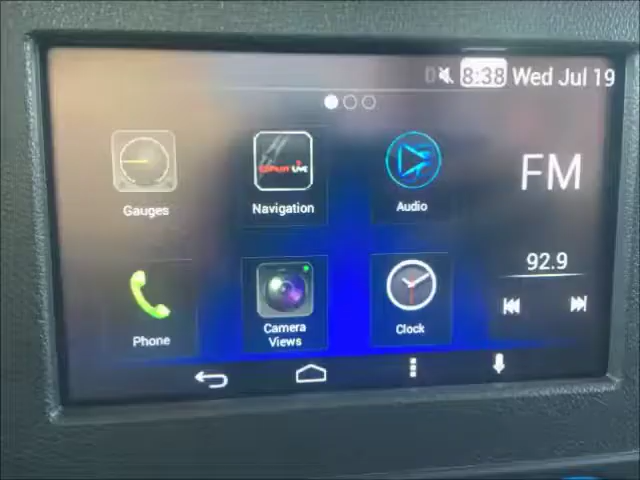 8:38 Wed Jul 19
Gauges
Navigation
Audio
FM
92.9
Phone
Camera
Views
Clock